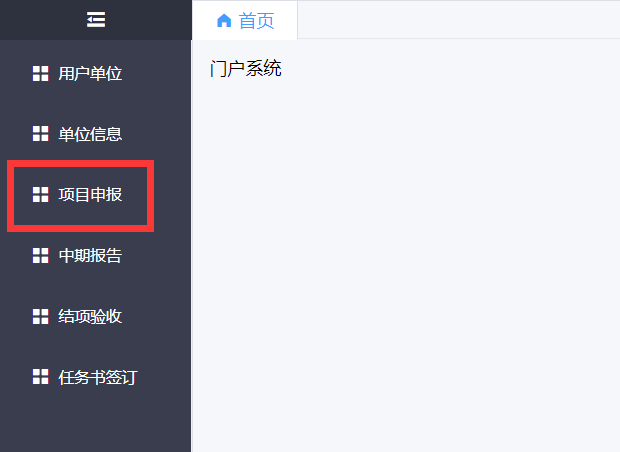 首页
门户系统
用户单位
单位信息
项目申报
中期报告
结项验收
任务书签订